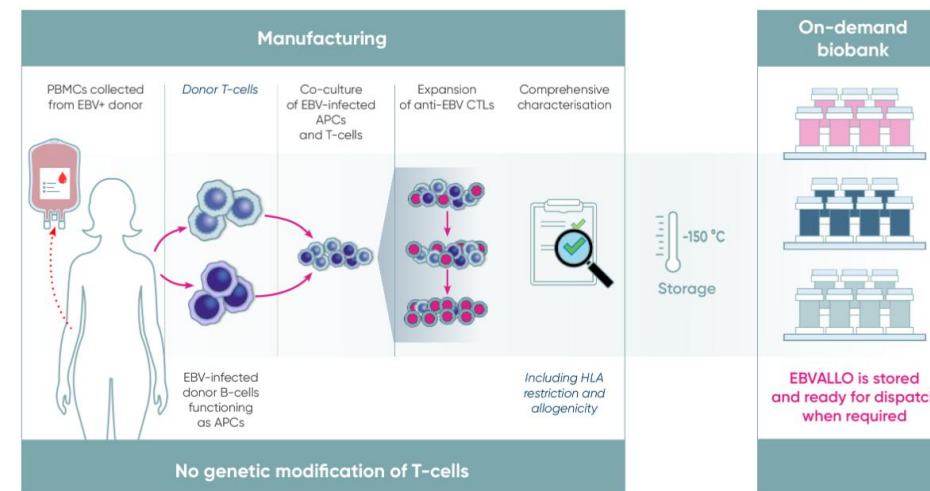 Manufacturing
On-demand
biobank
PBMCs collected
from EBV+ donor
Donor T-cells
Co-culture
of EBV-infected
APCs
and T-cells
Expansion
of anti-EBV CTLs
Comprehensive
characterisation
-150 °C
Storage
EBV-infected
donor B-cells
functioning
as APCs
Including HLA
restriction and
allogenicity
EBVALLO is stored
and ready for dispatch
when required
No genetic modification of T-cells